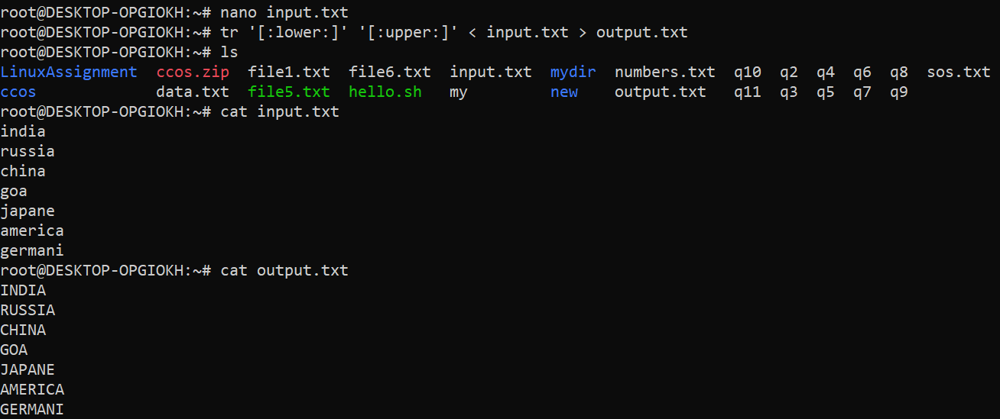 root@DESKTOP-OPGIOKH:~# nano input.txt
root@DESKTOP-OPGIOKH:~# tr '[:lower:]' '[:upper:]' < input.txt > output.txt
root@DESKTOP-OPGIOKH:~# ls
LinuxAssignment  ccos.zip  file1.txt  file6.txt  input.txt  mydir  numbers.txt  q10  q2  q4  q6  q8  sos.txt
ccos             data.txt  file5.txt  hello.sh   my         new    output.txt   q11  q3  q5  q7  q9
root@DESKTOP-OPGIOKH:~# cat input.txt
india
russia
china
goa
japane
america
germani
root@DESKTOP-OPGIOKH:~# cat output.txt
INDIA
RUSSIA
CHINA
GOA
JAPANE
AMERICA
GERMANI